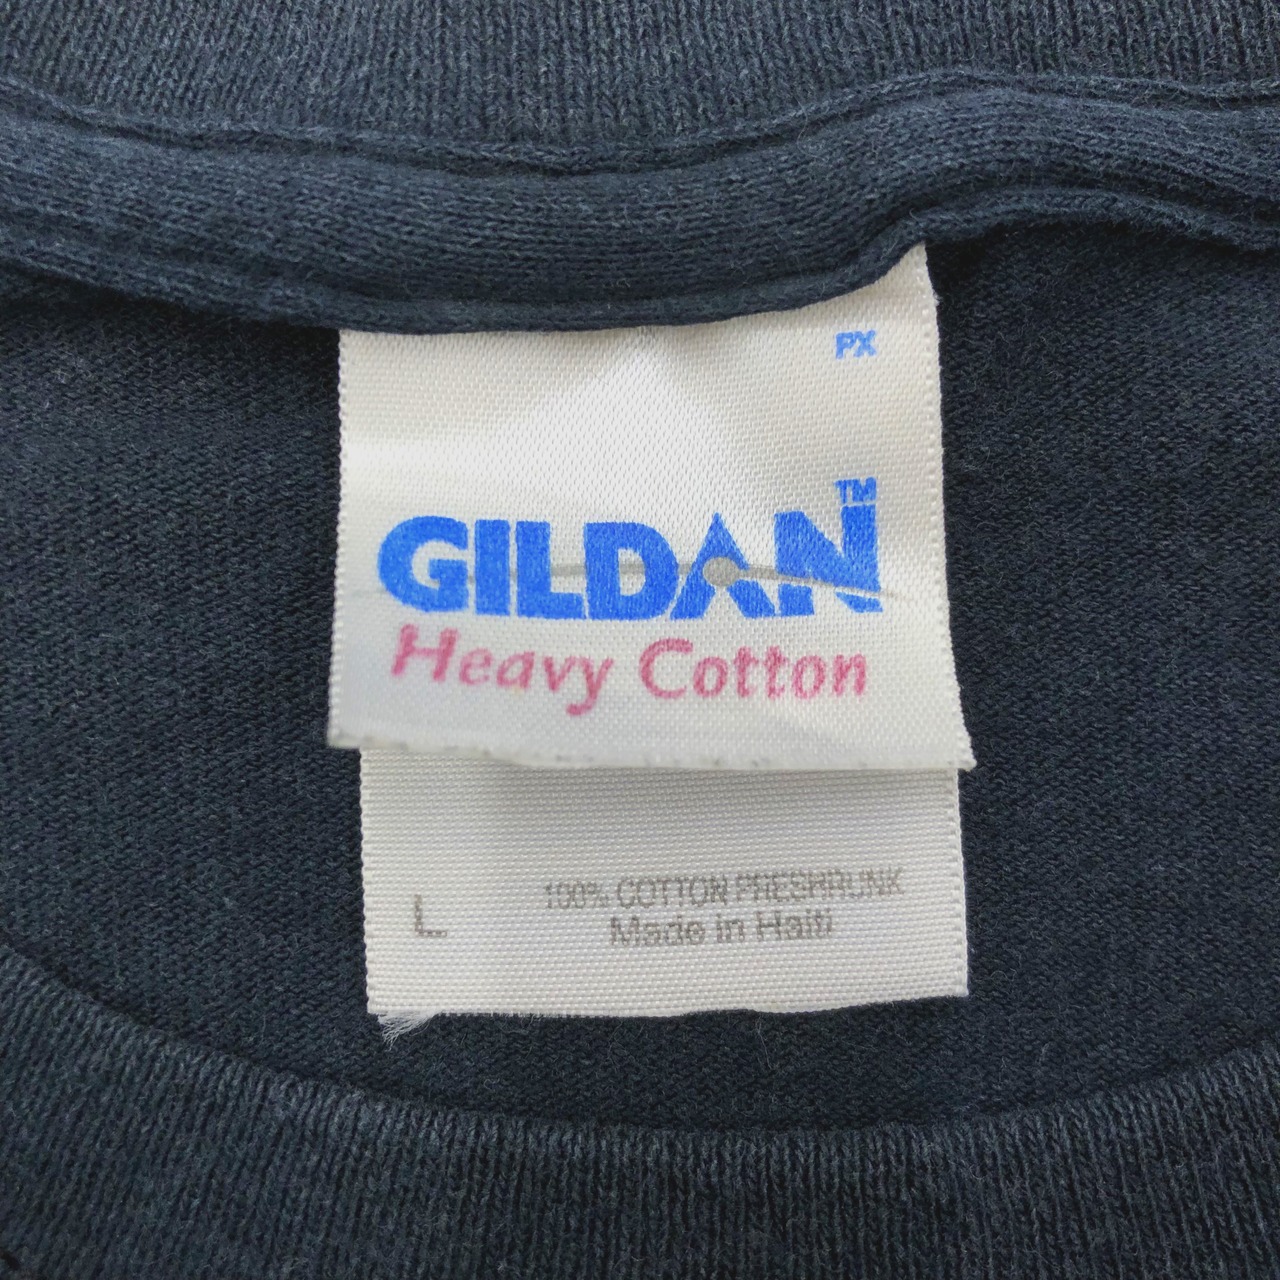 PX
GILDAN™
Heavy Cotton
L
100% COTTON PRESHRUNK
Made in Haiti